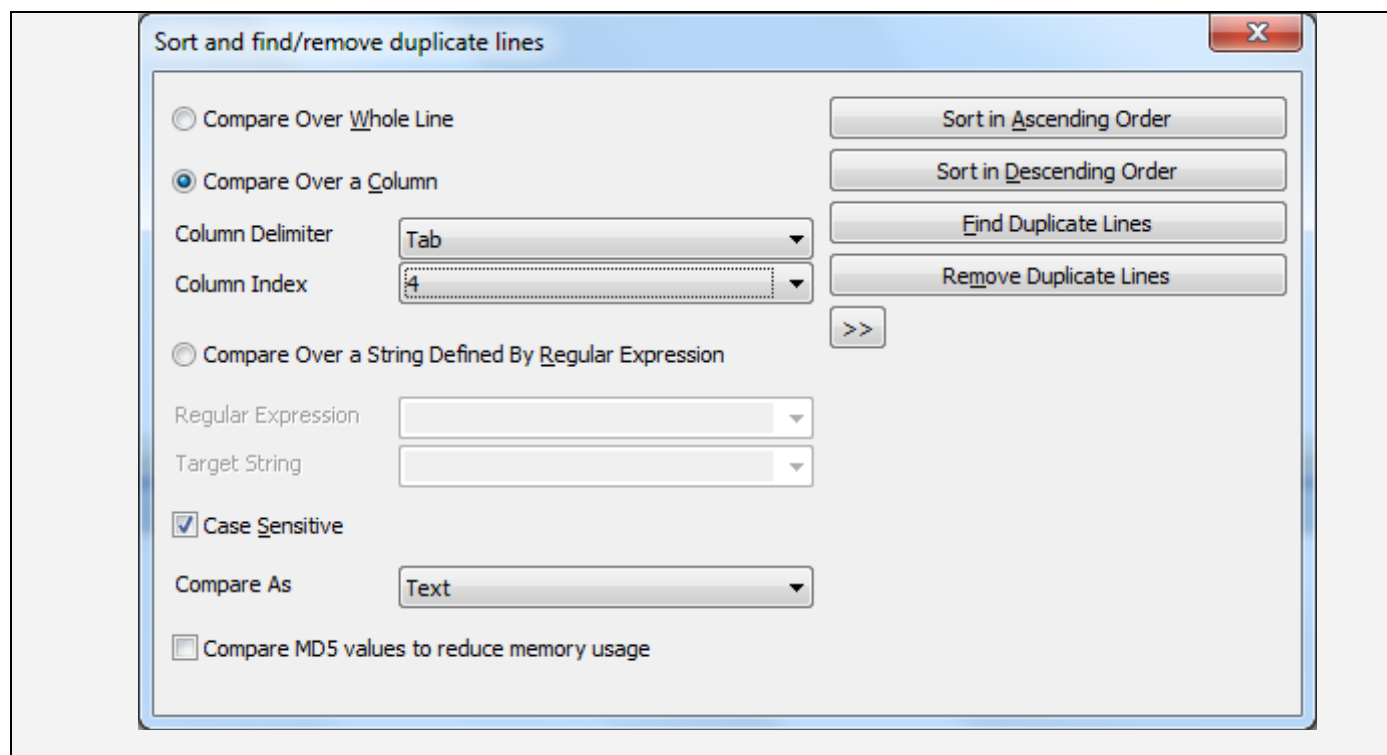 Sort and find/remove duplicate lines
Compare Over Whole Line
Compare Over a Column
Column Delimiter Tab
Column Index 4
Compare Over a String Defined By Regular Expression
Regular Expression
Target String
Case Sensitive
Compare As Text
Compare MD5 values to reduce memory usage
Sort in Ascending Order
Sort in Descending Order
Find Duplicate Lines
Remove Duplicate Lines
>>